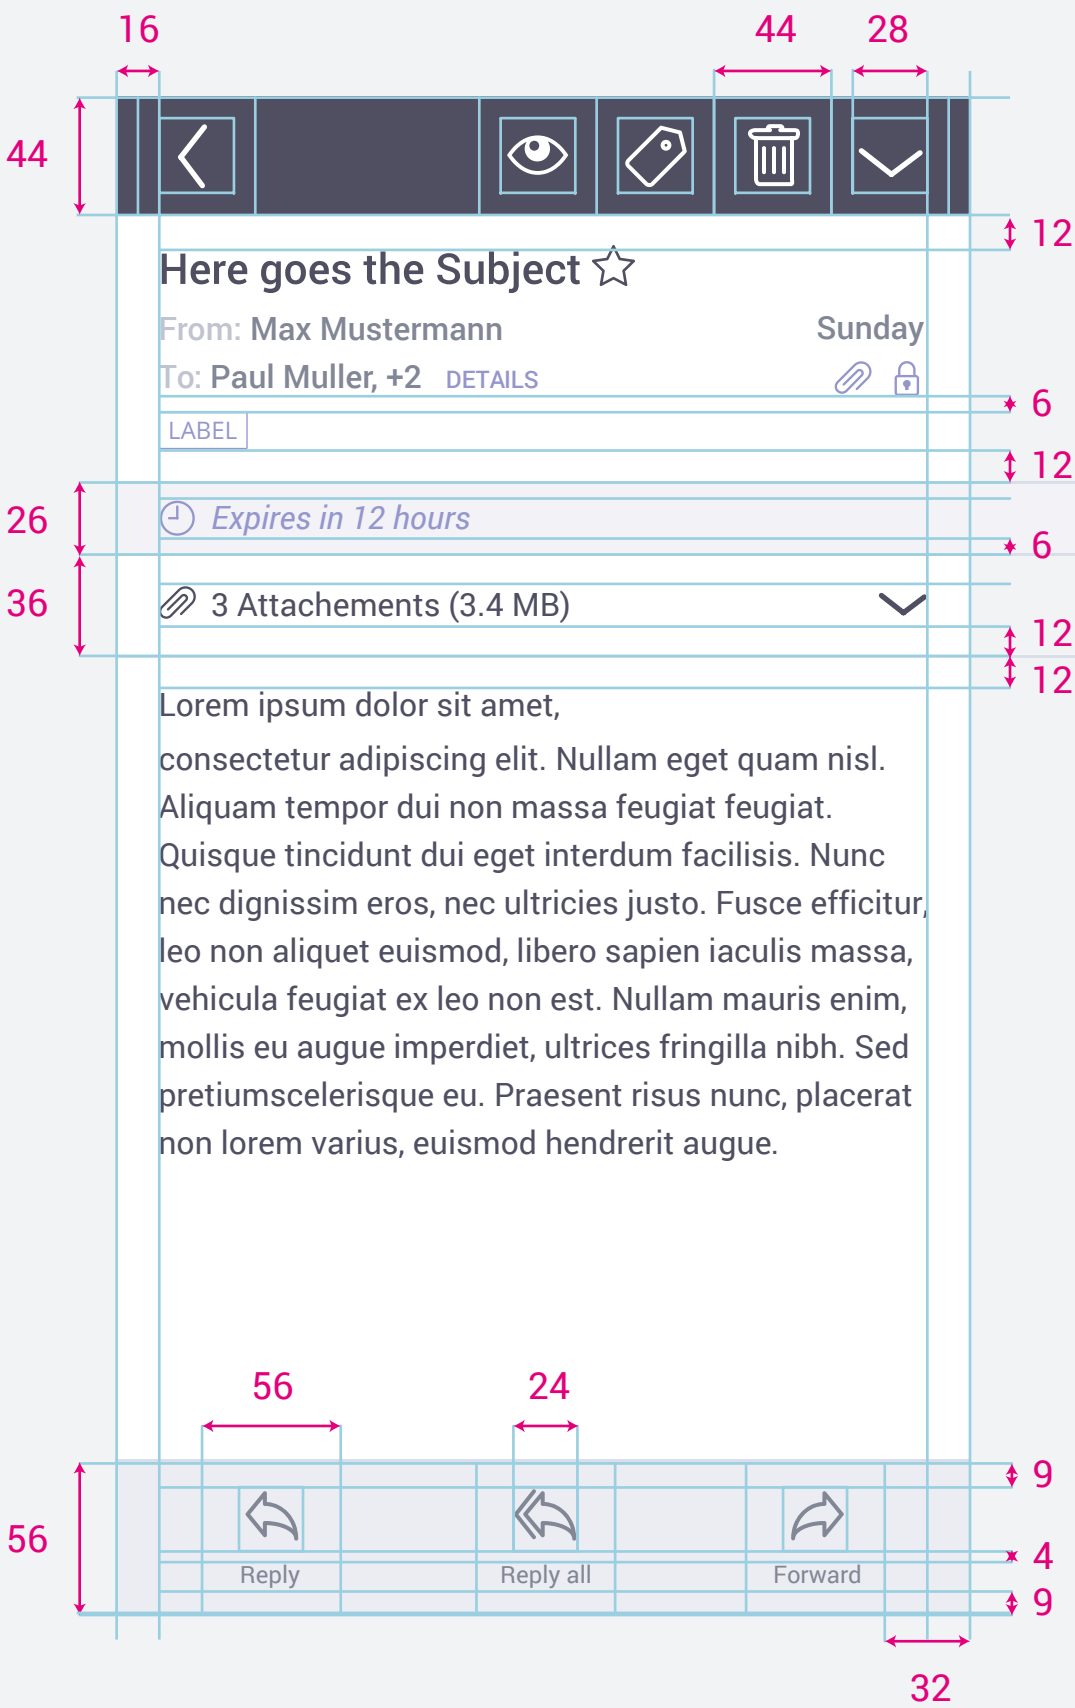 16
44
28
44
12
Here goes the Subject
From: Max Mustermann
Sunday
To: Paul Muller, +2 DETAILS
6
LABEL
12
26
Expires in 12 hours
6
36
3 Attachements (3.4 MB)
12
12
Lorem ipsum dolor sit amet,
consectetur adipiscing elit. Nullam eget quam nisl.
Aliquam tempor dui non massa feugiat feugiat.
Quisque tincidunt dui eget interdum facilisis. Nunc
nec dignissim eros, nec ultricies justo. Fusce efficitur,
leo non aliquet euismod, libero sapien iaculis massa,
vehicula feugiat ex leo non est. Nullam mauris enim,
mollis eu augue imperdiet, ultrices fringilla nibh. Sed
pretiumscelerisque eu. Praesent risus nunc, placerat
non lorem varius, euismod hendrerit augue.
56
24
9
56
4
Reply
Reply all
Forward
9
32